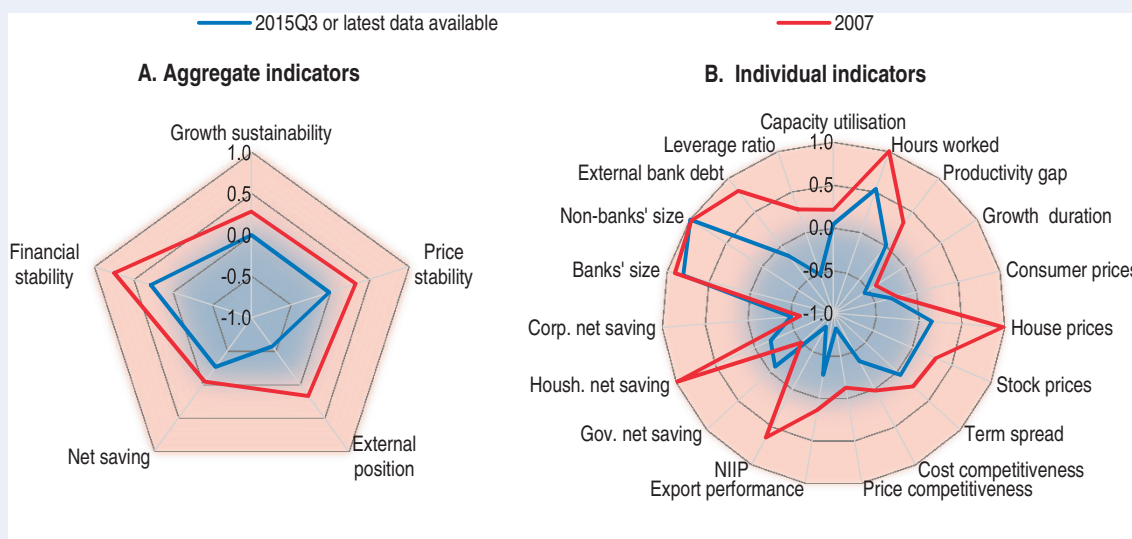 2015Q3 or latest data available
2007
A. Aggregate indicators
Growth sustainability
1.0
0.5
0.0
-0.5
-1.0
Price
stability
External
position
Net saving
Financial
stability
B. Individual indicators
Capacity utilisation
1.0
0.5
0.0
-0.5
-1.0
Hours worked
Productivity gap
Growth duration
Consumer prices
House prices
Stock prices
Term spread
Cost competitiveness
Price competitiveness
Export performance
NIIP
Gov. net saving
Housh. net saving
Corp. net saving
Banks' size
Non-banks' size
External bank debt
Leverage ratio